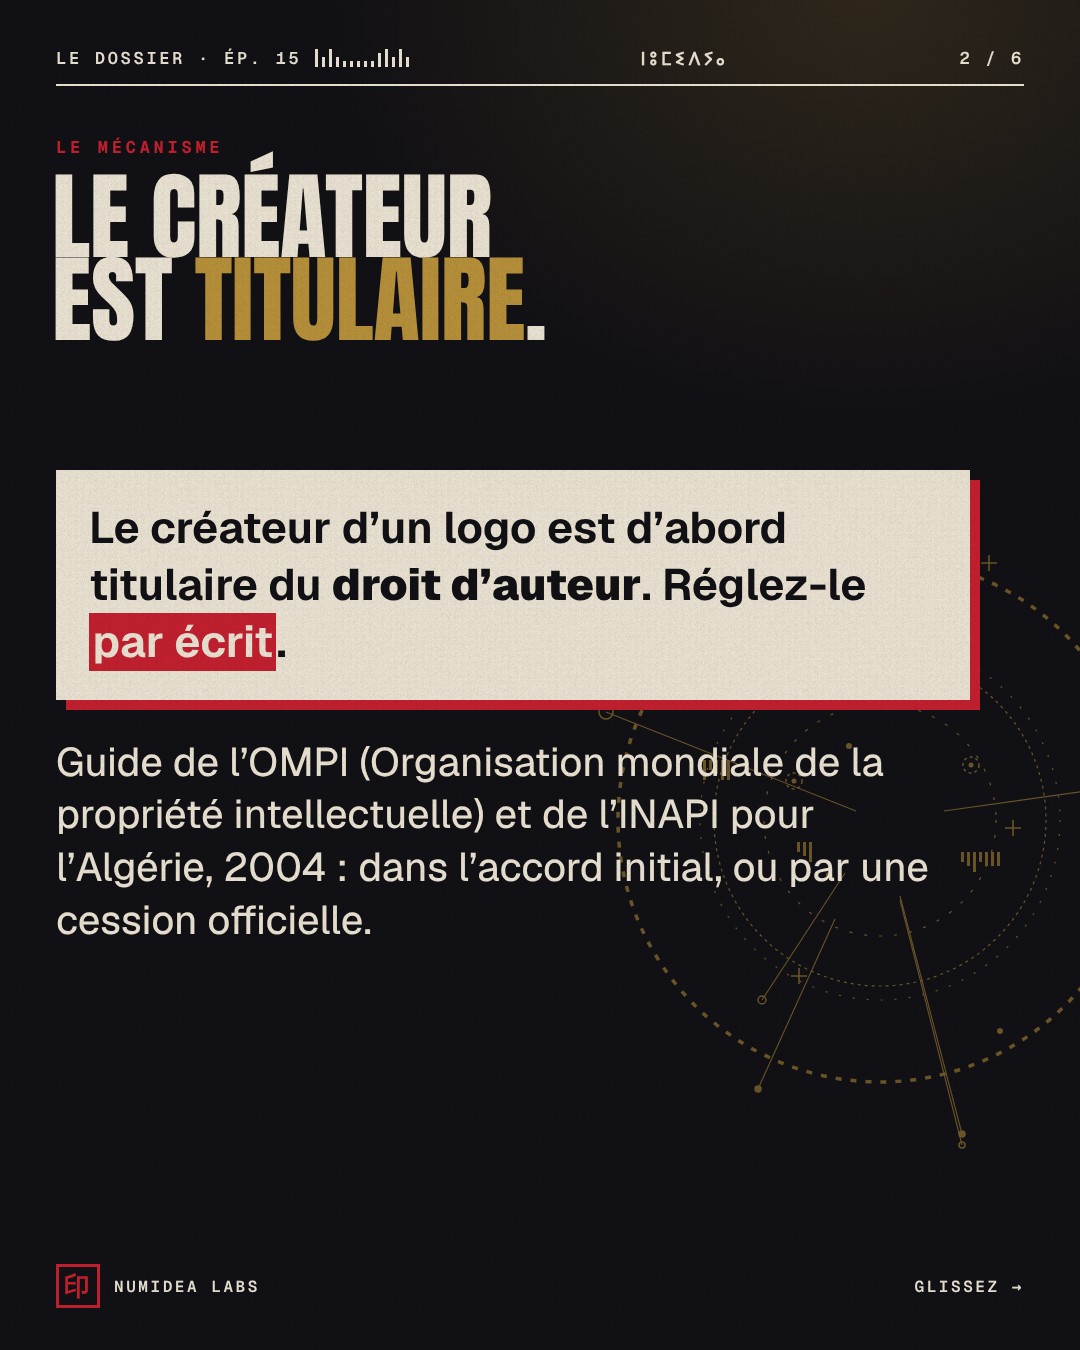 LE DOSSIER · ÉP. 15
ⵏⵓⵎⵉⴷⵢⴰ
2 / 6
LE MÉCANISME
LE CRÉATEUR
EST TITULAIRE.
Le créateur d’un logo est d’abord
titulaire du droit d’auteur. Réglez-le
par écrit.
Guide de l’OMPI (Organisation mondiale de la
propriété intellectuelle) et de l’INAPI pour
l’Algérie, 2004 : dans l’accord initial, ou par une
cession officielle.
印 NUMIDEA LABS
GLISSEZ →